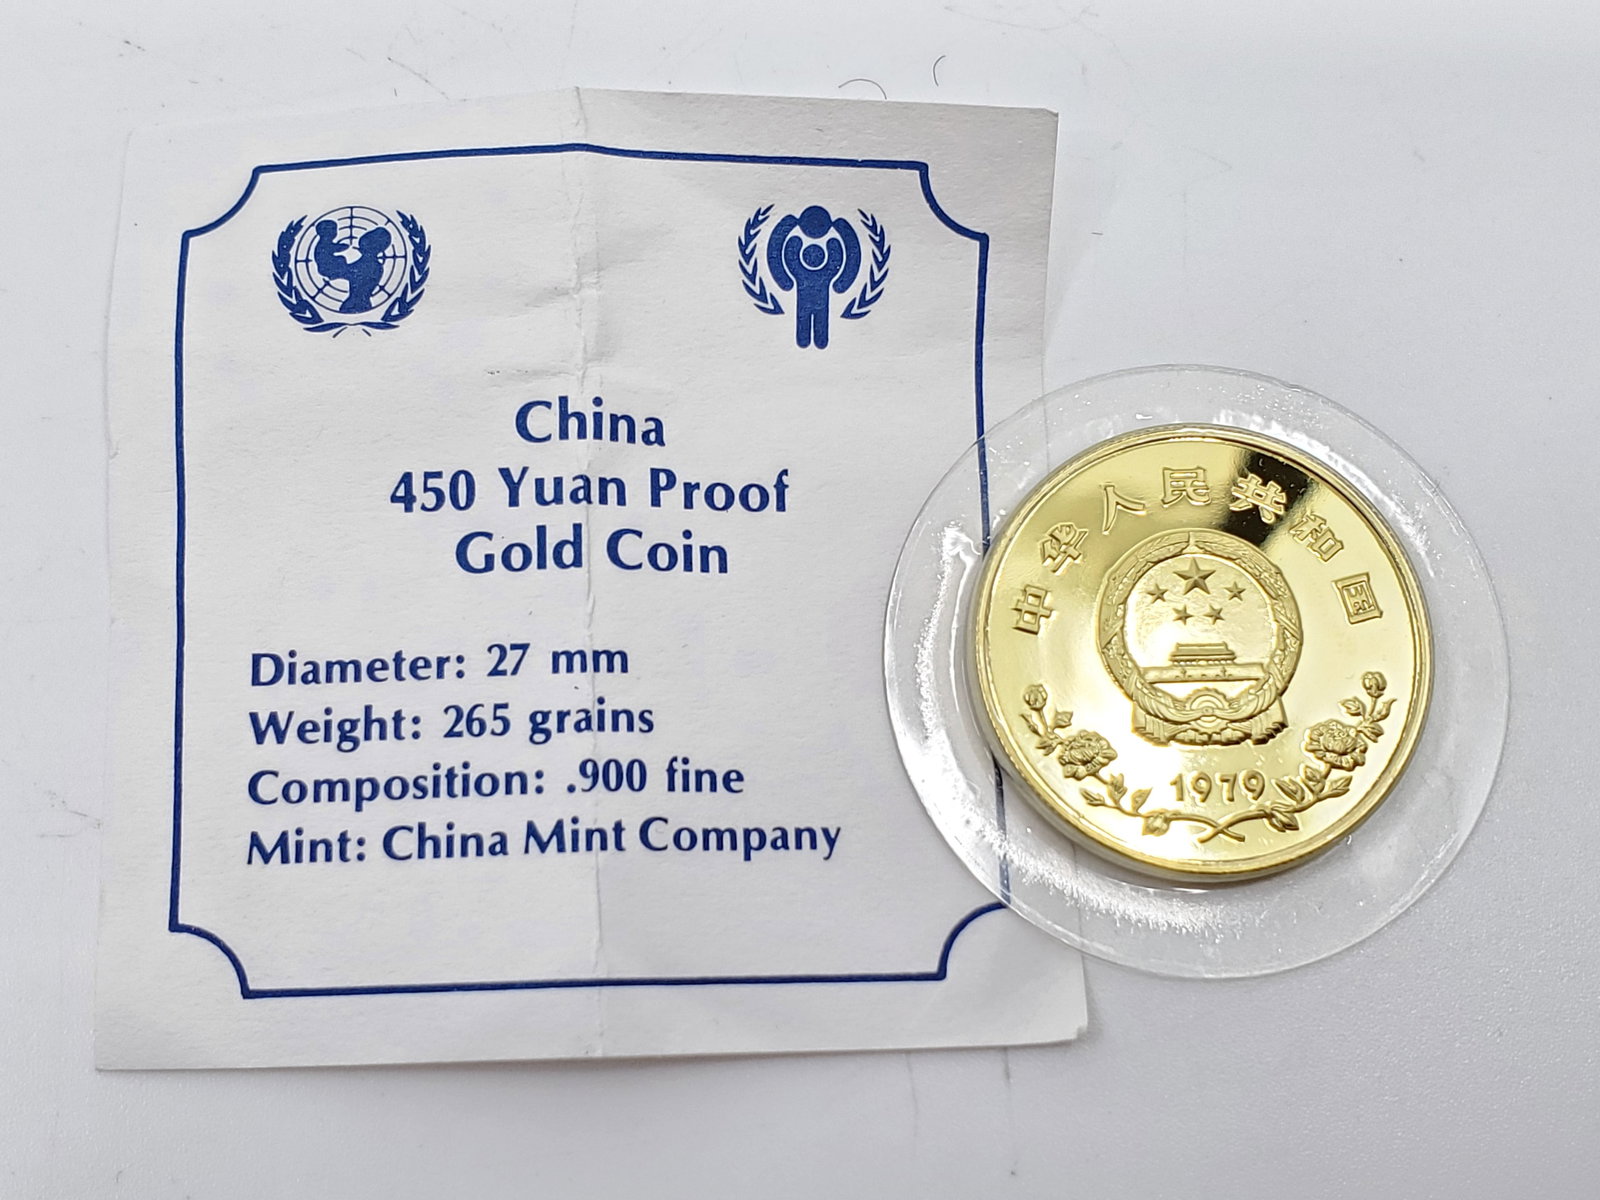 China
450 Yuan Proof
Gold Coin
Diameter: 27 mm
Weight: 265 grains
Composition: .900 fine
Mint: China Mint Company
中华人民共和国
1979